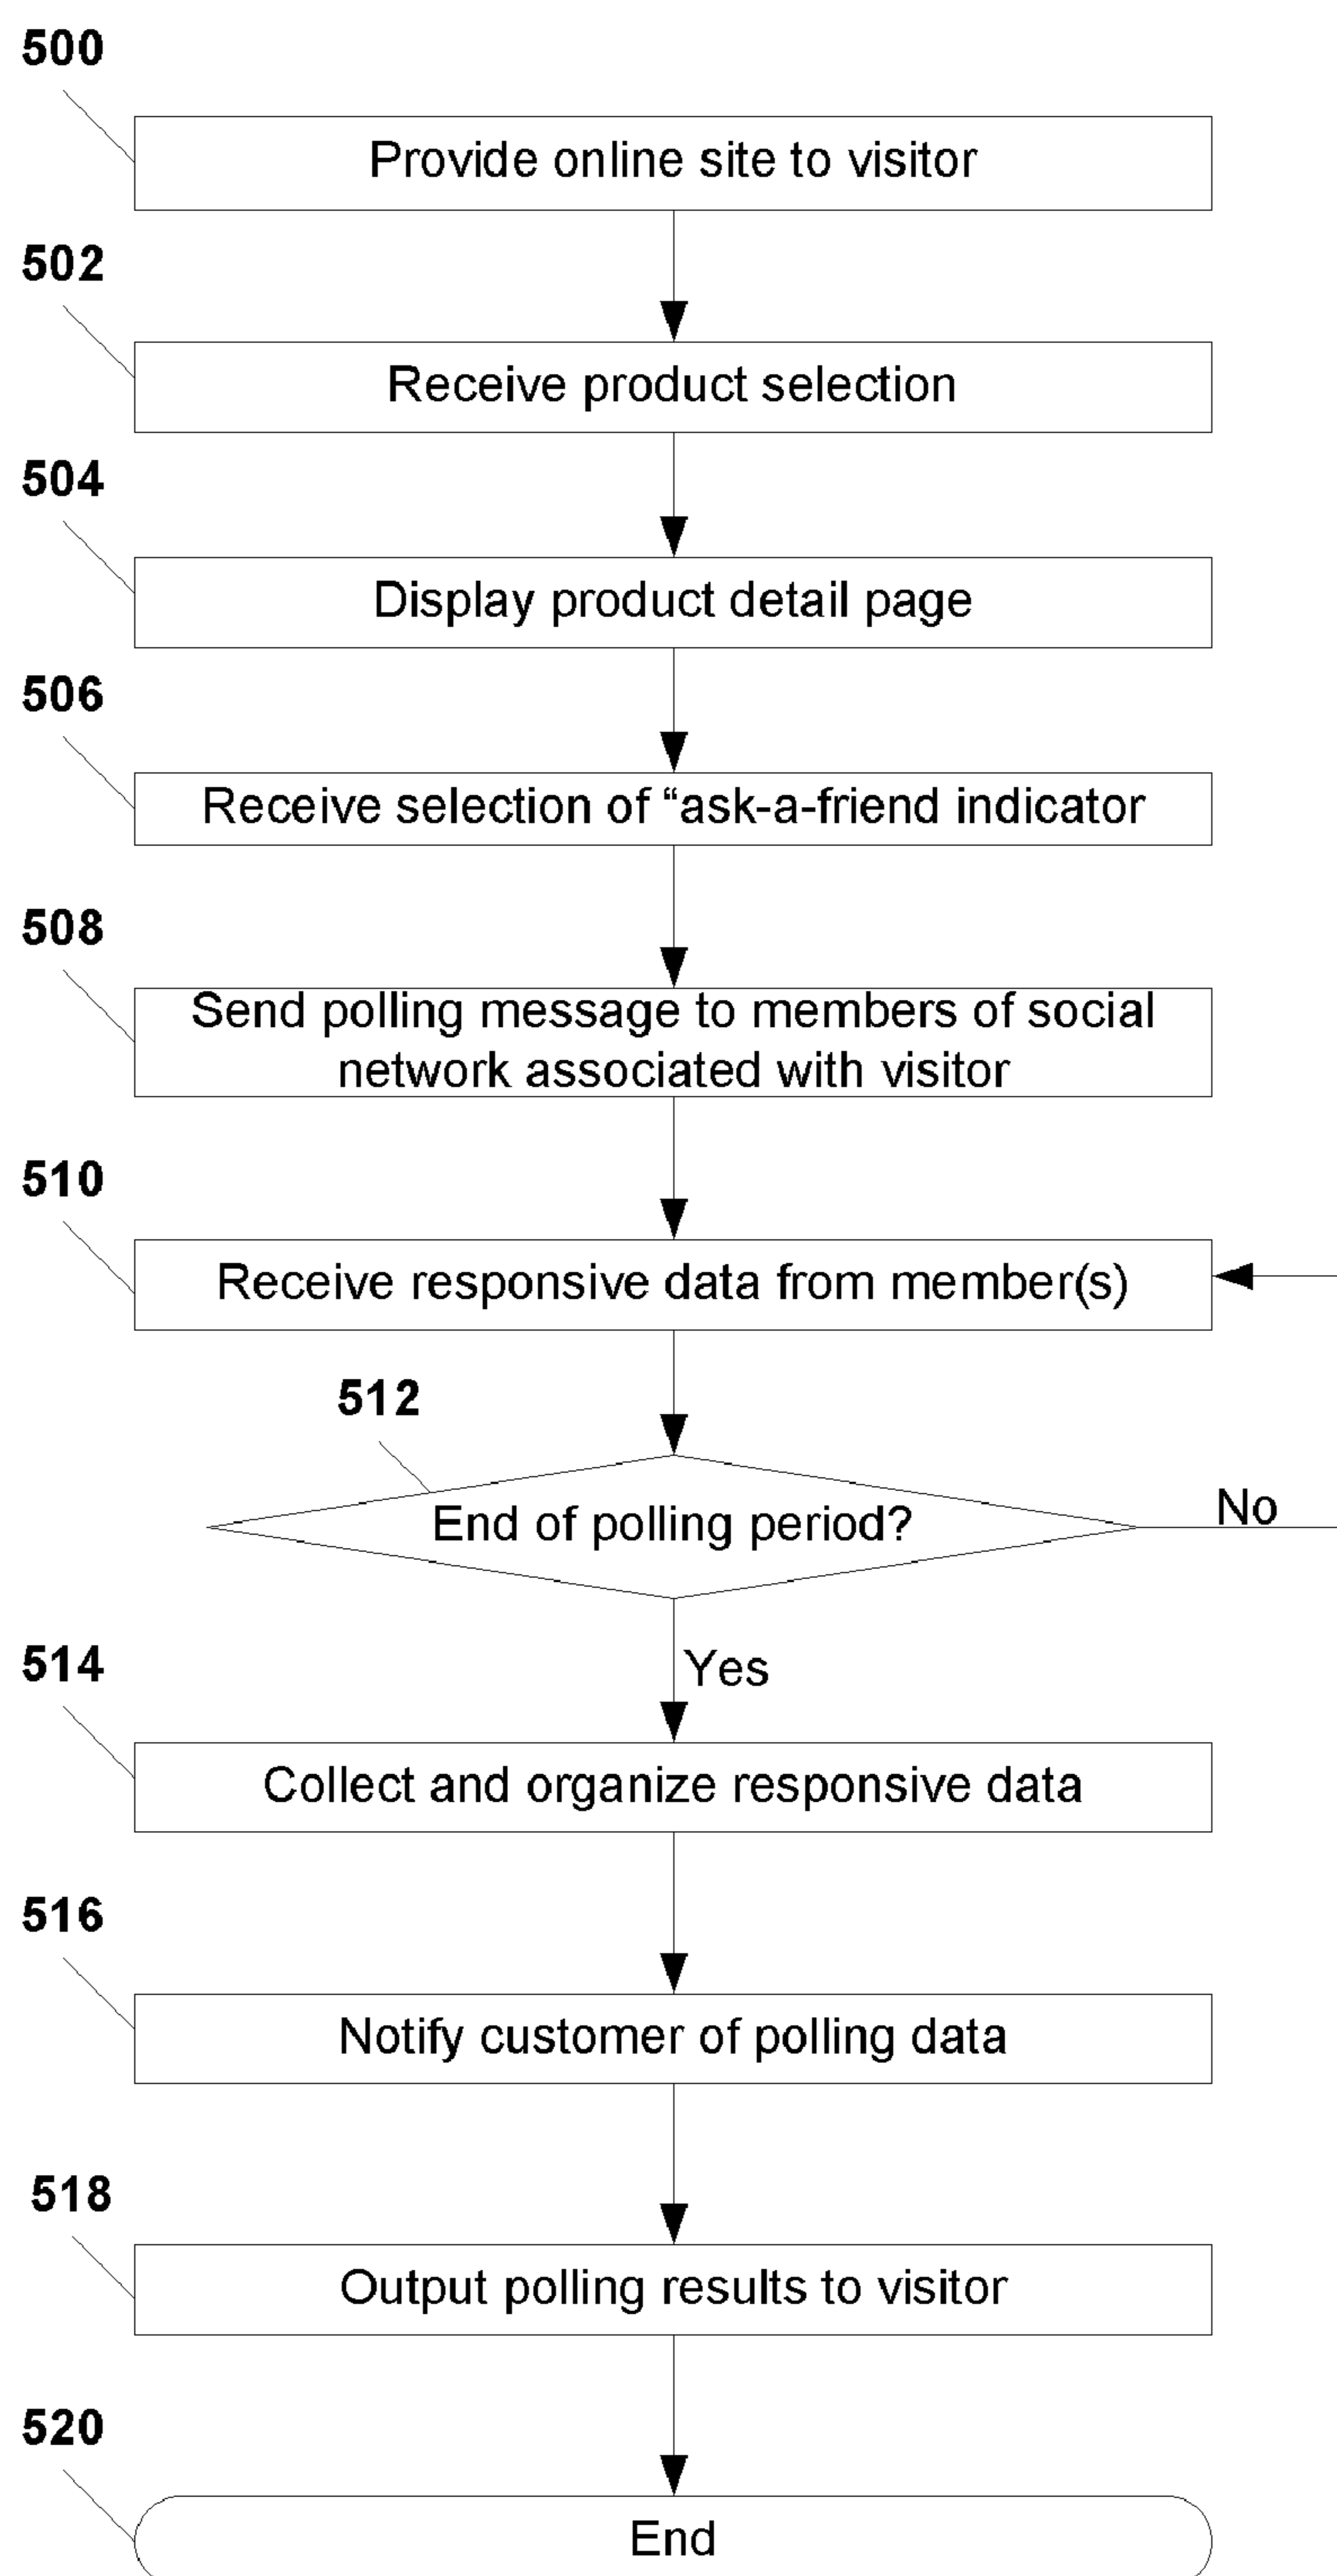 500
Provide online site to visitor
502
Receive product selection
504
Display product detail page
506
Receive selection of “ask-a-friend indicator
508
Send polling message to members of social
network associated with visitor
510
Receive responsive data from member(s)
512
End of polling period?
No
Yes
514
Collect and organize responsive data
516
Notify customer of polling data
518
Output polling results to visitor
520
End